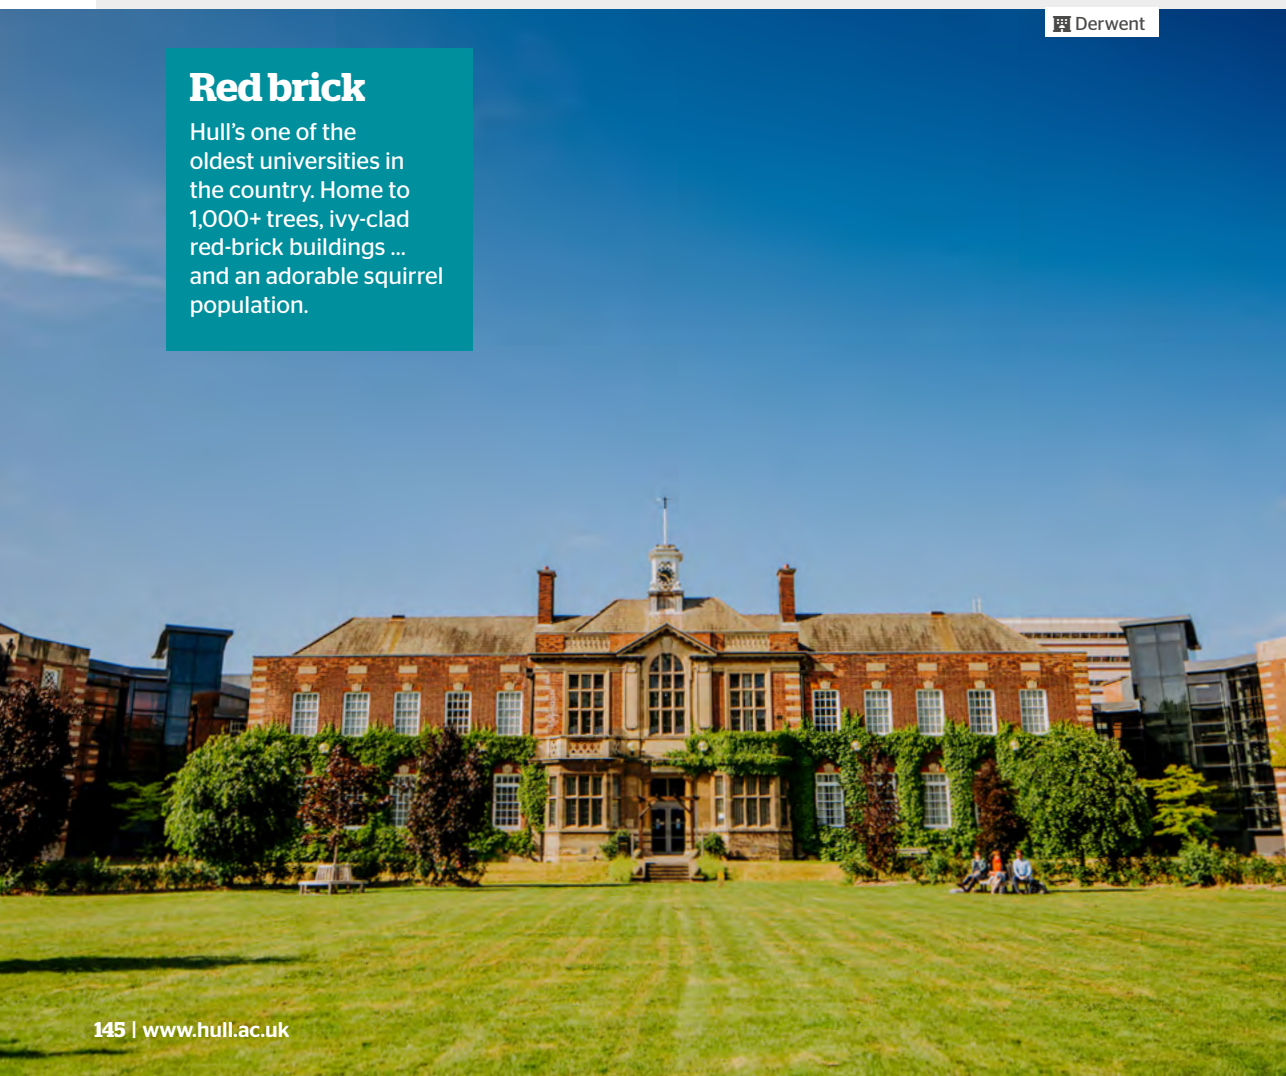 Derwent
Red brick
Hull’s one of the
oldest universities in
the country. Home to
1,000+ trees, ivy-clad
red-brick buildings ...
and an adorable squirrel
population.
145 | www.hull.ac.uk